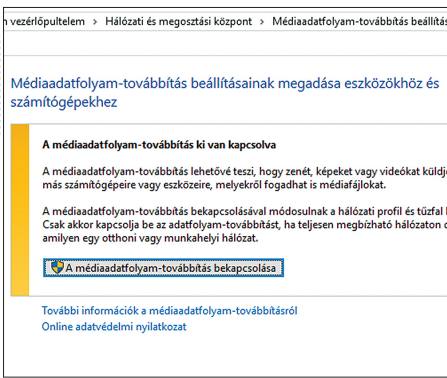 vezérlőpultelem › Hálózati és megosztási központ › Médiaadatfolyam-továbbítás
Médiaadatfolyam-továbbítás beállításainak megadása eszközökhöz és
számítógépekhez
A médiaadatfolyam-továbbítás ki van kapcsolva
A médiaadatfolyam-továbbítás lehetővé teszi, hogy zenét, képeket vagy videókat
más számítógépeire vagy eszközeire, melyekről fogadhat is médiafájlokat.
A médiaadatfolyam-továbbítás bekapcsolásával módosulnak a hálózati profil és tűzfal
Csak akkor kapcsolja be az adatfolyam-továbbítást, ha teljesen megbízható hálózaton
amilyen egy otthoni vagy munkahelyi hálózat.
A médiaadatfolyam-továbbítás bekapcsolása
További információk a médiaadatfolyam-továbbításról
Online adatvédelmi nyilatkozat